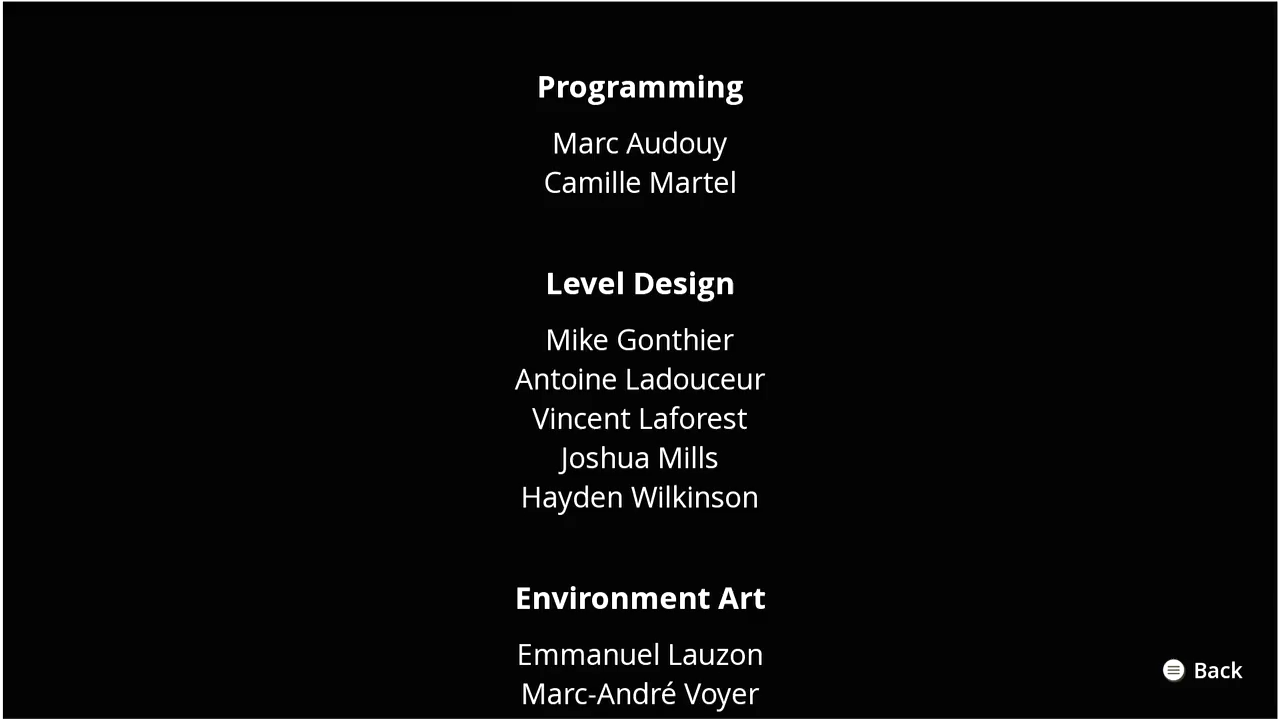 Programming
Marc Audouy
Camille Martel
Level Design
Mike Gonthier
Antoine Ladouceur
Vincent Laforest
Joshua Mills
Hayden Wilkinson
Environment Art
Emmanuel Lauzon
Marc-André Voyer
Back